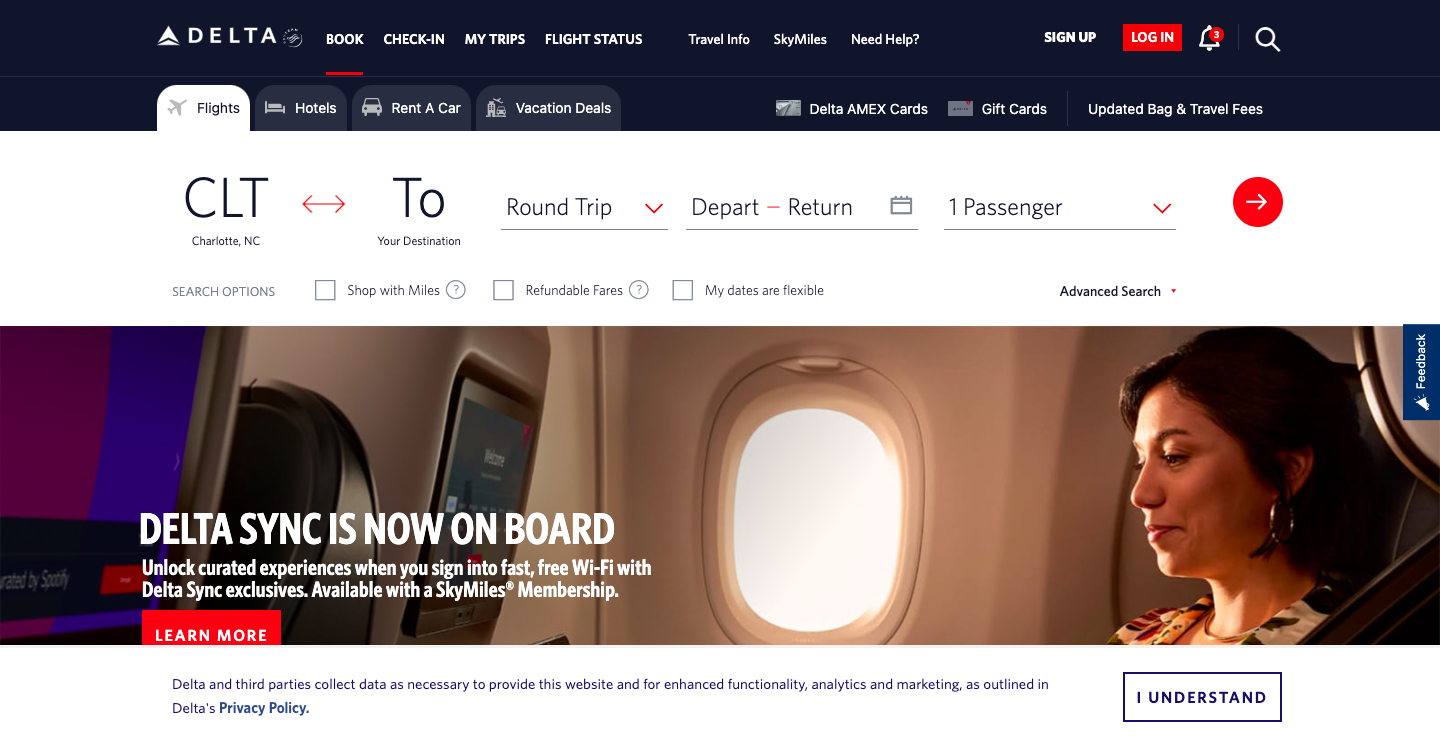 DELTA
BOOK
CHECK-IN
MY TRIPS
FLIGHT STATUS
Travel Info
SkyMiles
Need Help?
SIGN UP
LOG IN
3
Flights
Hotels
Rent A Car
Vacation Deals
Delta AMEX Cards
Gift Cards
Updated Bag & Travel Fees
CLT
Charlotte, NC
To
Your Destination
Round Trip
Depart – Return
1 Passenger
SEARCH OPTIONS
Shop with Miles ?
Refundable Fares ?
My dates are flexible
Advanced Search
Feedback
Welcome
DELTA SYNC IS NOW ON BOARD
Unlock curated experiences when you sign into fast, free Wi-Fi with
Delta Sync exclusives. Available with a SkyMiles® Membership.
urated by Spotify
LEARN MORE
Delta and third parties collect data as necessary to provide this website and for enhanced functionality, analytics and marketing, as outlined in
Delta's Privacy Policy.
I UNDERSTAND